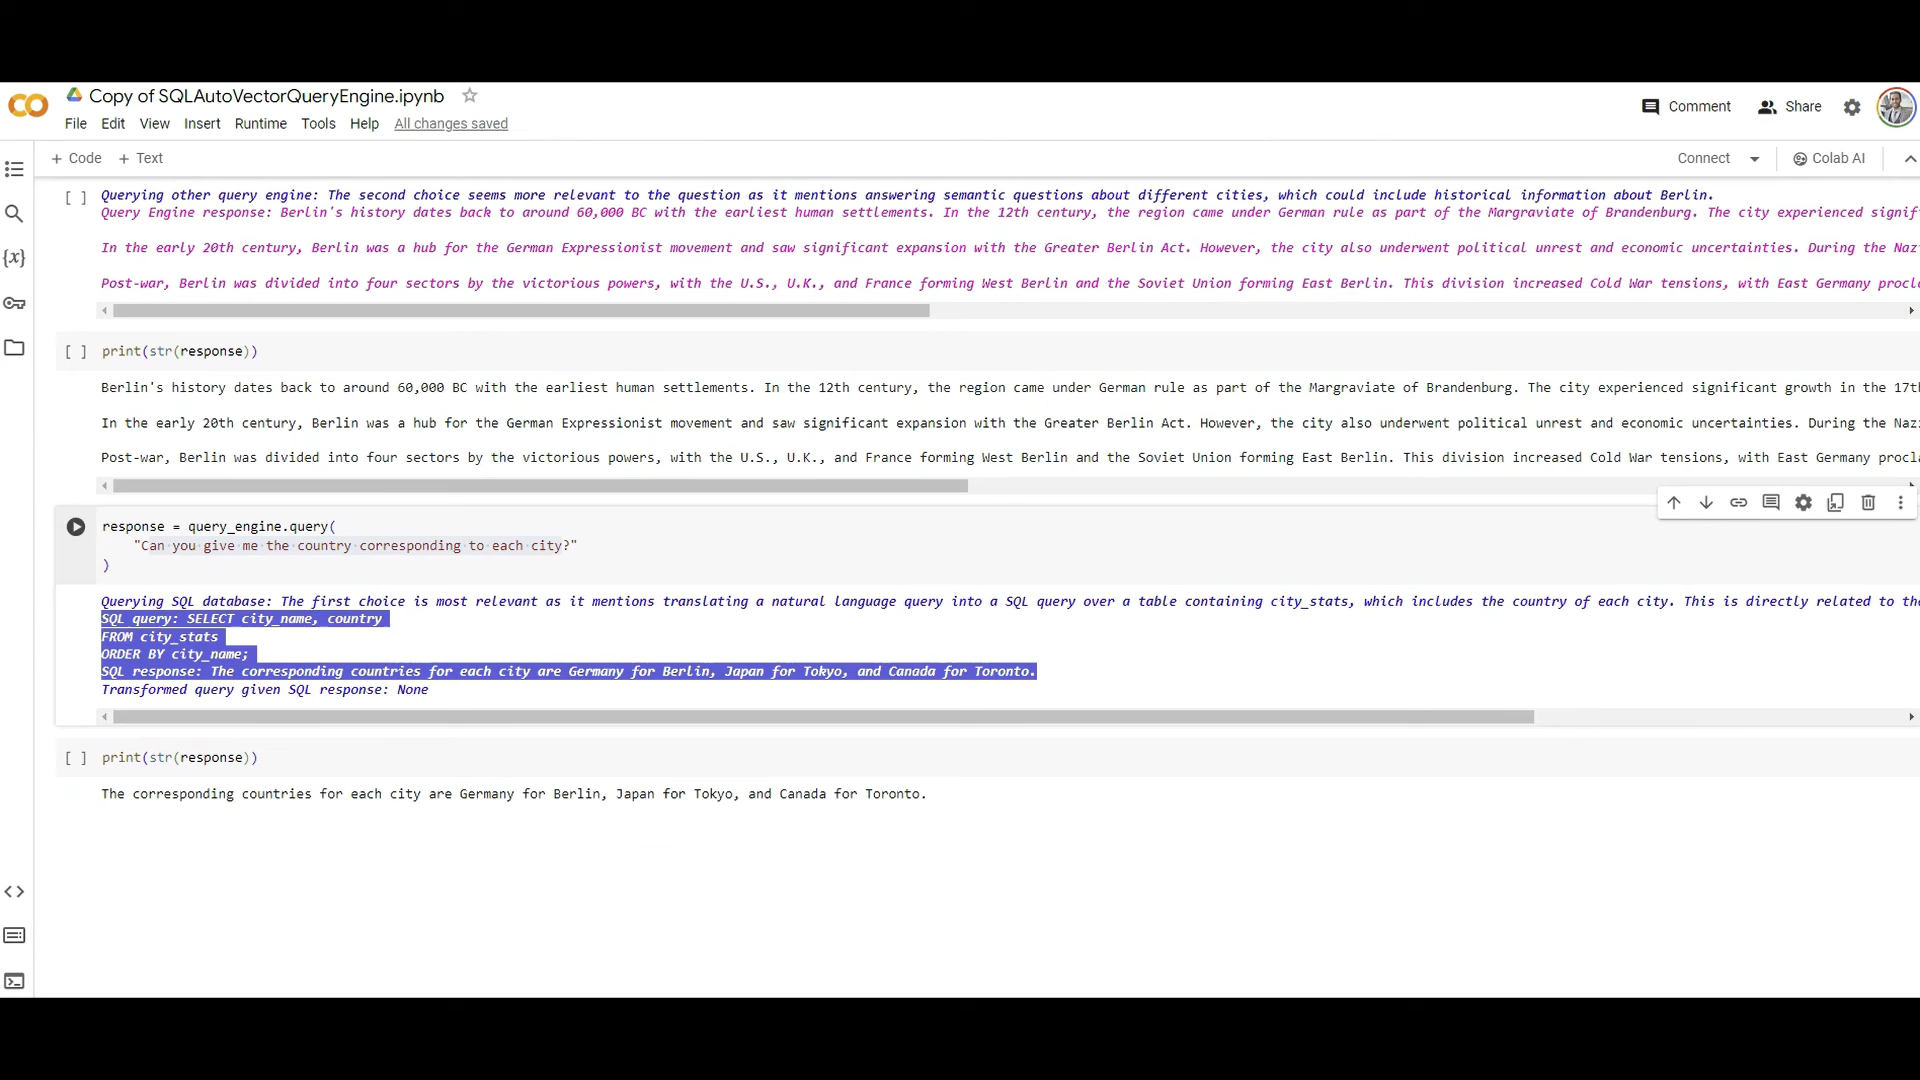 Copy of SQLAutoVectorQueryEngine.ipynb
Comment
Share
File Edit View Insert Runtime Tools Help All changes saved
+ Code + Text
Connect
Colab AI
[ ] Querying other query engine: The second choice seems more relevant to the question as it mentions answering semantic questions about different cities, which could include historical information about Berlin.
Query Engine response: Berlin's history dates back to around 60,000 BC with the earliest human settlements. In the 12th century, the region came under German rule as part of the Margraviate of Brandenburg. The city experienced signif
In the early 20th century, Berlin was a hub for the German Expressionist movement and saw significant expansion with the Greater Berlin Act. However, the city also underwent political unrest and economic uncertainties. During the Naz
Post-war, Berlin was divided into four sectors by the victorious powers, with the U.S., U.K., and France forming West Berlin and the Soviet Union forming East Berlin. This division increased Cold War tensions, with East Germany procla
[ ] print(str(response))
Berlin's history dates back to around 60,000 BC with the earliest human settlements. In the 12th century, the region came under German rule as part of the Margraviate of Brandenburg. The city experienced significant growth in the 17t
In the early 20th century, Berlin was a hub for the German Expressionist movement and saw significant expansion with the Greater Berlin Act. However, the city also underwent political unrest and economic uncertainties. During the Naz
Post-war, Berlin was divided into four sectors by the victorious powers, with the U.S., U.K., and France forming West Berlin and the Soviet Union forming East Berlin. This division increased Cold War tensions, with East Germany procla
response = query_engine.query(
"Can you give me the country corresponding to each city?"
)
Querying SQL database: The first choice is most relevant as it mentions translating a natural language query into a SQL query over a table containing city_stats, which includes the country of each city. This is directly related to the
SQL query: SELECT city_name, country
FROM city_stats
ORDER BY city_name;
SQL response: The corresponding countries for each city are Germany for Berlin, Japan for Tokyo, and Canada for Toronto.
Transformed query given SQL response: None
[ ] print(str(response))
The corresponding countries for each city are Germany for Berlin, Japan for Tokyo, and Canada for Toronto.